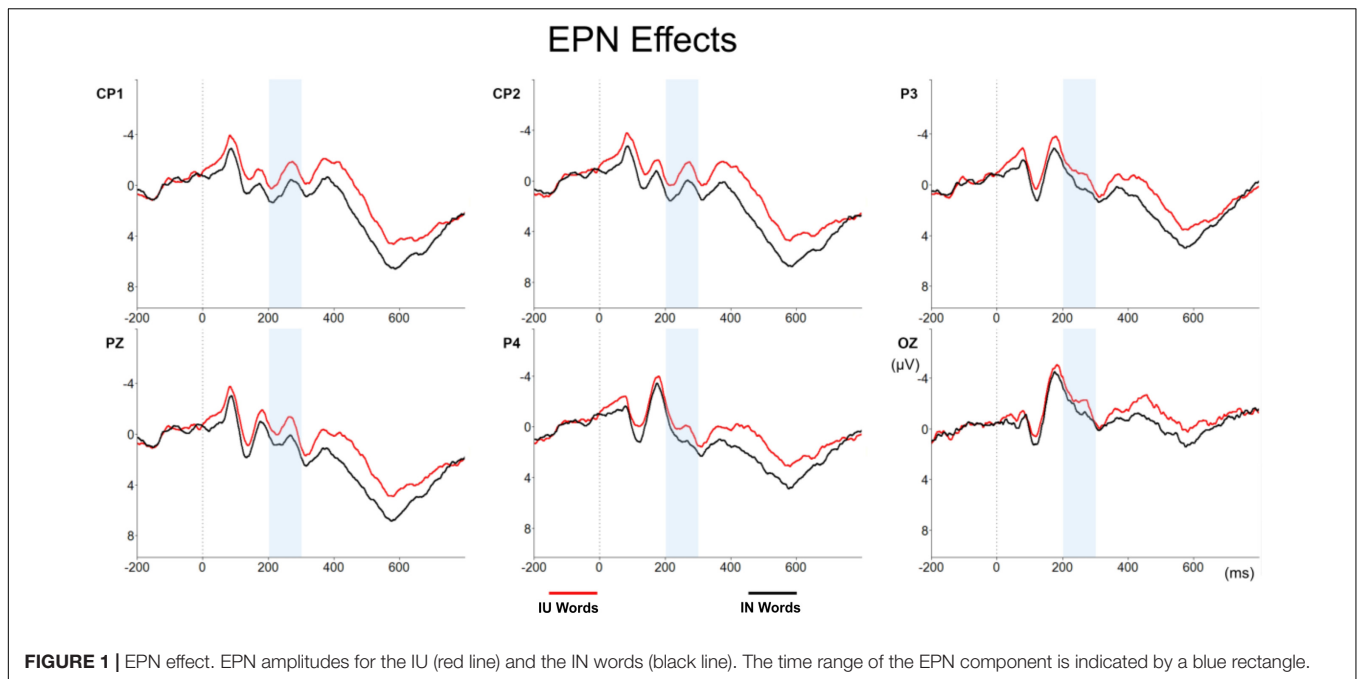 EPN Effects
CP1
-4
0
4
8
-200 0 200 400 600
CP2
-4
0
4
8
-200 0 200 400 600
P3
-4
0
4
8
-200 0 200 400 600
PZ
-4
0
4
8
-200 0 200 400 600
P4
-4
0
4
8
-200 0 200 400 600
OZ
(μV)
-4
0
4
8
-200 0 200 400 600
(ms)
IU Words IN Words
FIGURE 1 | EPN effect. EPN amplitudes for the IU (red line) and the IN words (black line). The time range of the EPN component is indicated by a blue rectangle.